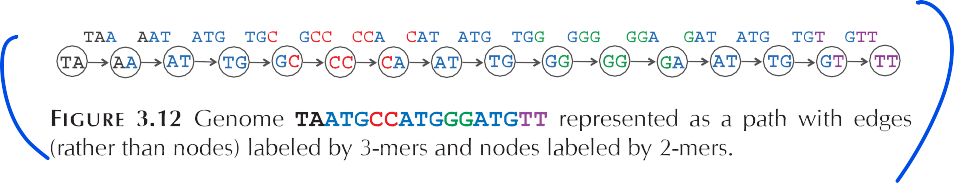 TAA AAT ATG TGC GCC CCA CAT ATG TGG GGG GGA GAT ATG TGT GTT
TA AA AT TG GC CC CA AT TG GG GG GA AT TG GT TT
FIGURE 3.12 Genome TAATGCCATGGGATGTT represented as a path with edges
(rather than nodes) labeled by 3-mers and nodes labeled by 2-mers.